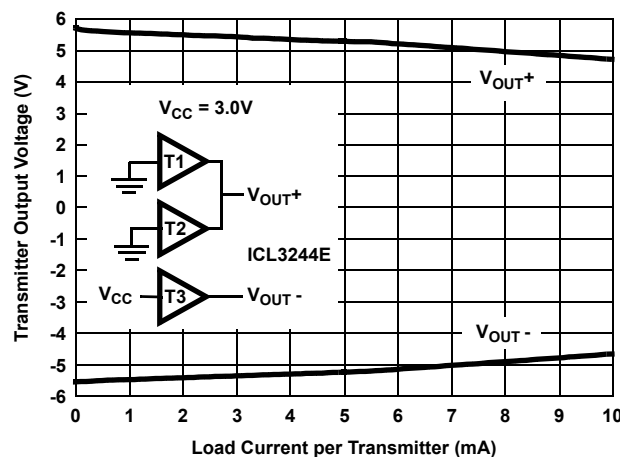 Transmitter Output Voltage (V)
6
5
4
3
2
1
0
-1
-2
-3
-4
-5
-6
VOUT+
VCC = 3.0V
T1
VOUT+
T2
ICL3244E
VCC
T3
VOUT -
VOUT -
0 1 2 3 4 5 6 7 8 9 10
Load Current per Transmitter (mA)